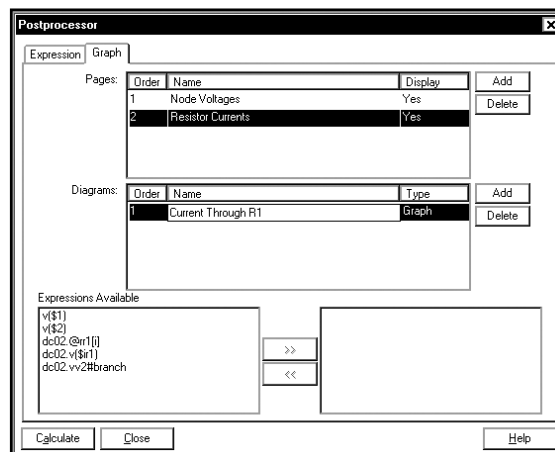 Postprocessor
Expression Graph
Pages:
Order Name Display
1 Node Voltages Yes
2 Resistor Currents Yes
Add
Delete
Diagrams:
Order Name Type
1 Current Through R1 Graph
Add
Delete
Expressions Available
v($1)
v($2)
dc02.@rr1[i]
dc02.v($ir1)
dc02.vv2#branch
>>
<<
Calculate Close Help